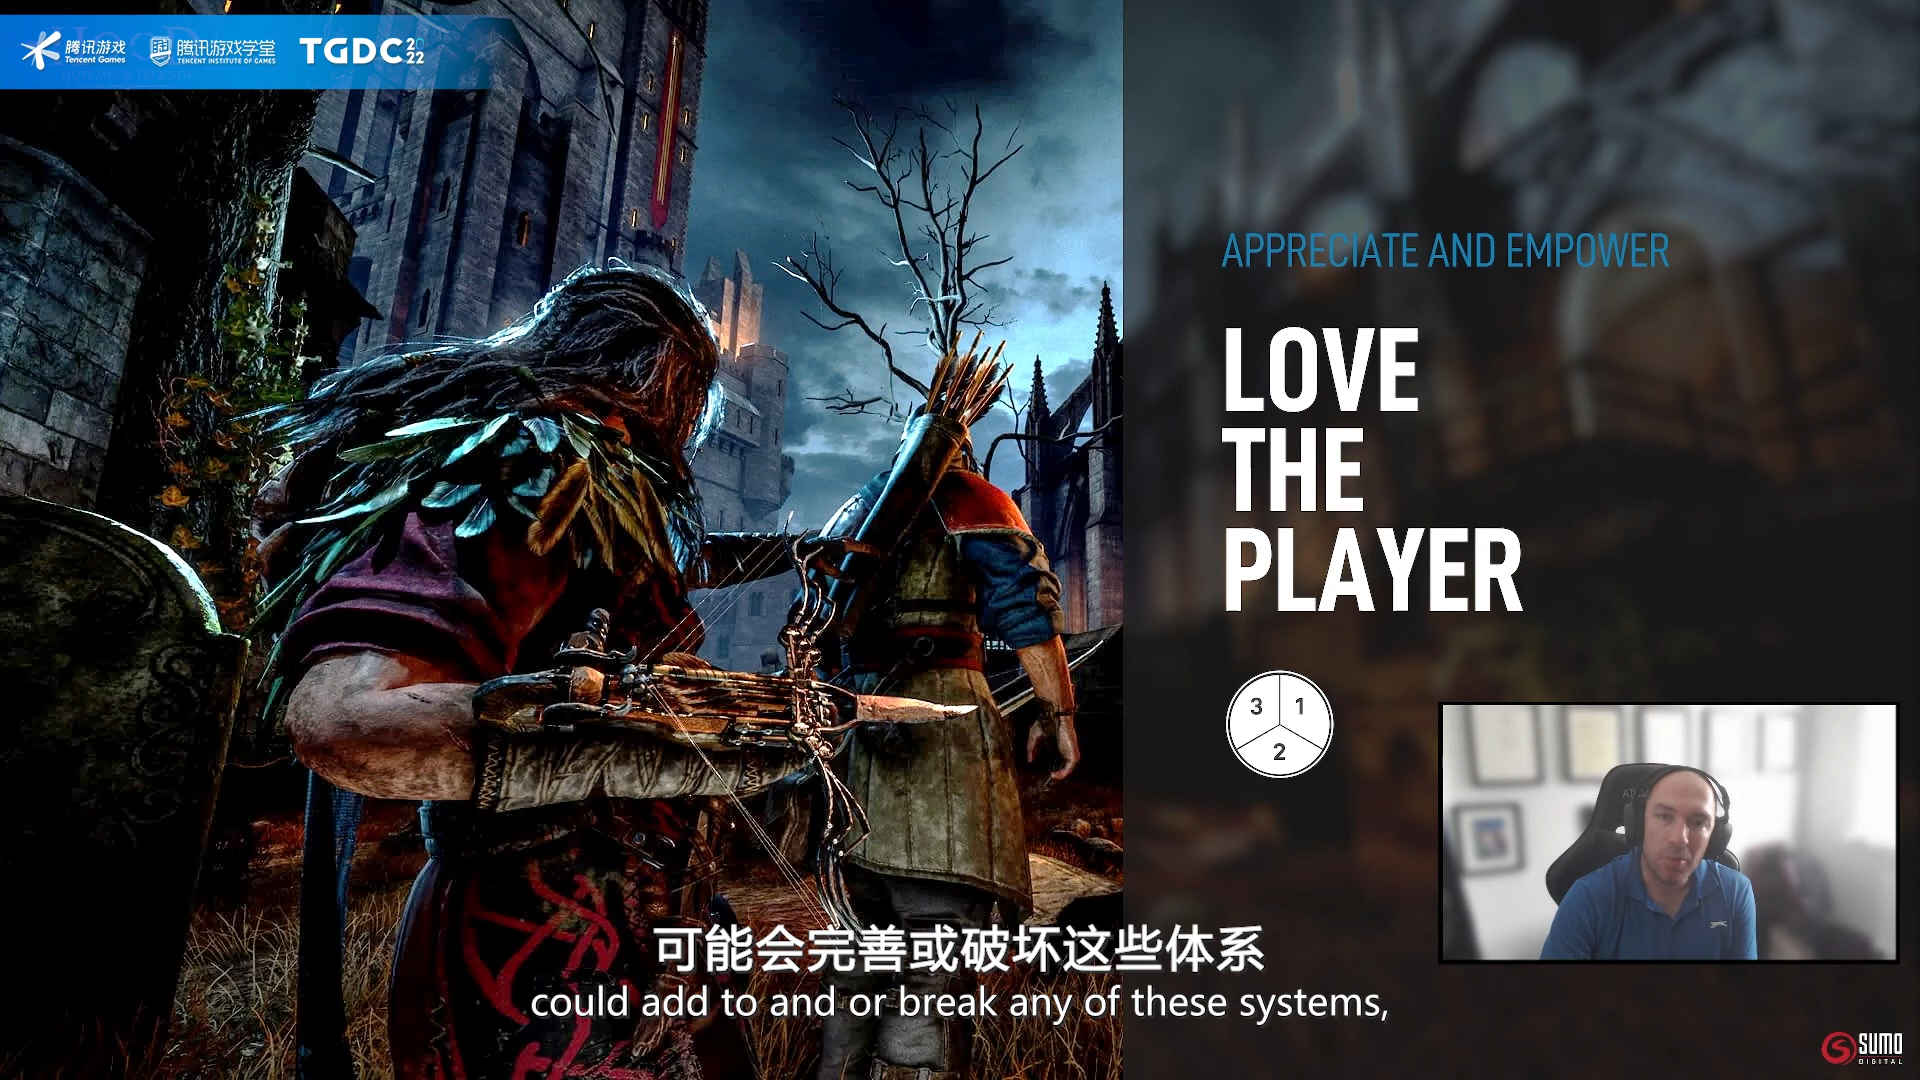 腾讯游戏
Tencent Games
腾讯游戏学堂
TENCENT INSTITUTE OF GAMES
TGDC 2022
APPRECIATE AND EMPOWER
LOVE
THE
PLAYER
3 1
2
可能会完善或破坏这些体系
could add to and or break any of these systems,
SUMO
DIGITAL